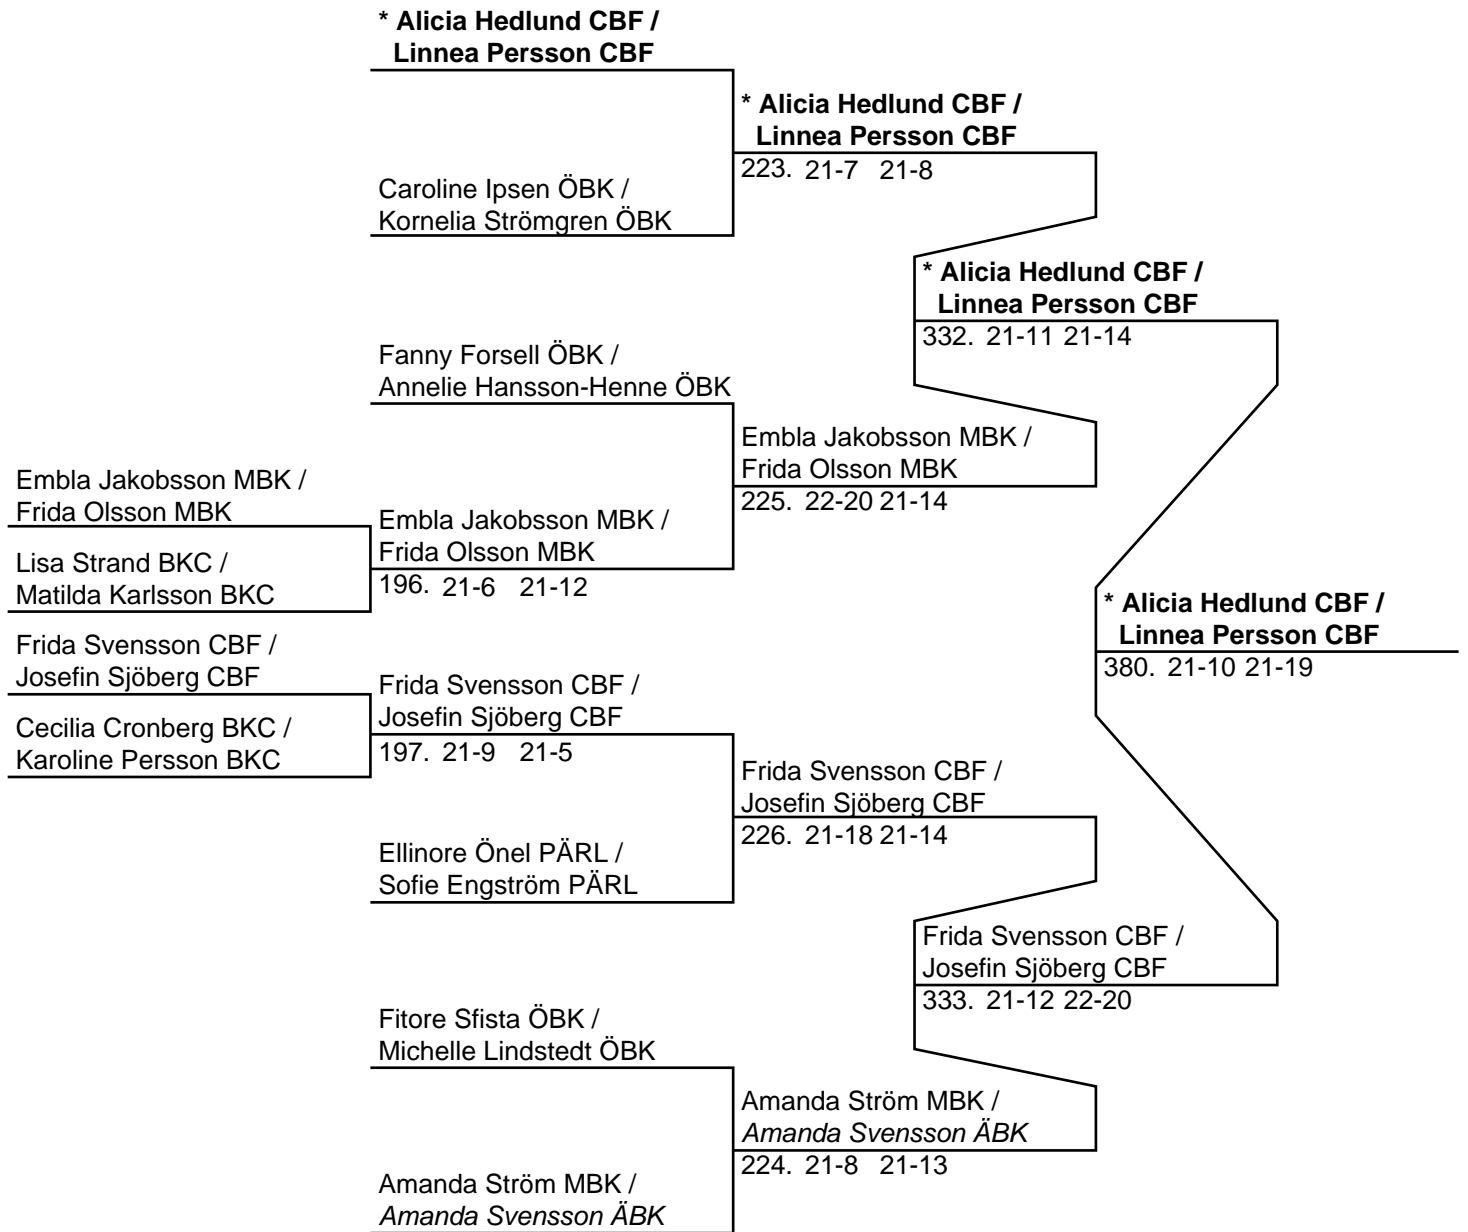 * Alicia Hedlund CBF /
Linnea Persson CBF
* Alicia Hedlund CBF /
Linnea Persson CBF
223. 21-7 21-8
Caroline Ipsen ÖBK /
Kornelia Strömgren ÖBK
* Alicia Hedlund CBF /
Linnea Persson CBF
332. 21-11 21-14
Fanny Forsell ÖBK /
Annelie Hansson-Henne ÖBK
Embla Jakobsson MBK /
Frida Olsson MBK
225. 22-20 21-14
Embla Jakobsson MBK /
Frida Olsson MBK
Embla Jakobsson MBK /
Frida Olsson MBK
196. 21-6 21-12
Lisa Strand BKC /
Matilda Karlsson BKC
* Alicia Hedlund CBF /
Linnea Persson CBF
380. 21-10 21-19
Frida Svensson CBF /
Josefin Sjöberg CBF
Frida Svensson CBF /
Josefin Sjöberg CBF
197. 21-9 21-5
Cecilia Cronberg BKC /
Karoline Persson BKC
Frida Svensson CBF /
Josefin Sjöberg CBF
226. 21-18 21-14
Ellinore Önel PÄRL /
Sofie Engström PÄRL
Frida Svensson CBF /
Josefin Sjöberg CBF
333. 21-12 22-20
Fitore Sfista ÖBK /
Michelle Lindstedt ÖBK
Amanda Ström MBK /
Amanda Svensson ÄBK
224. 21-8 21-13
Amanda Ström MBK /
Amanda Svensson ÄBK